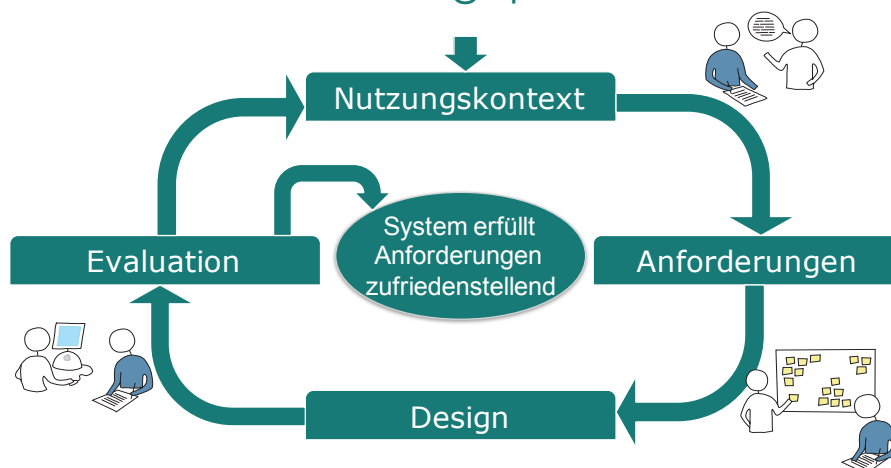 Nutzungskontext
System erfüllt
Anforderungen
zufriedenstellend
Evaluation
Anforderungen
Design